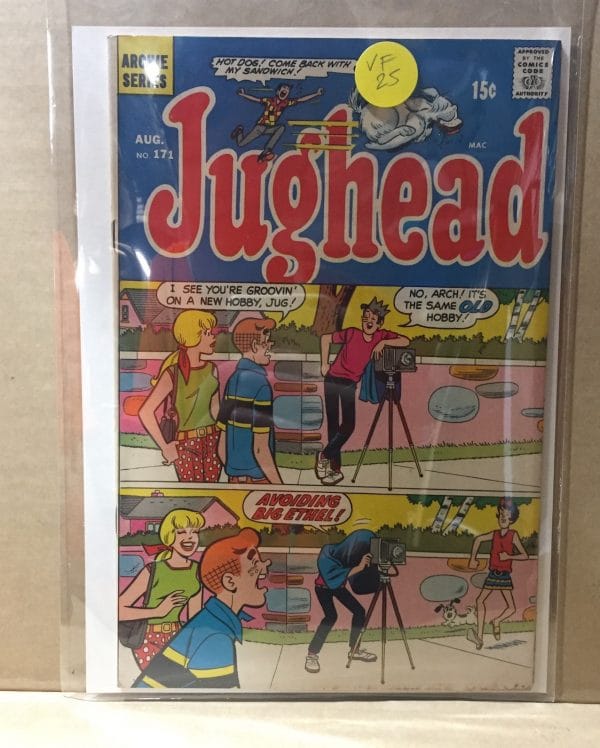 ARCHIE
SERIES
HOT DOG! COME BACK WITH
MY SANDWICH!
VF
25
15¢
APPROVED
BY THE
COMICS
CODE
AUTHORITY
AUG.
NO. 171
MAC
Jughead
I SEE YOU'RE GROOVIN'
ON A NEW HOBBY, JUG!
NO, ARCH! IT'S
THE SAME OLD
HOBBY!
AVOIDING
BIG ETHEL!